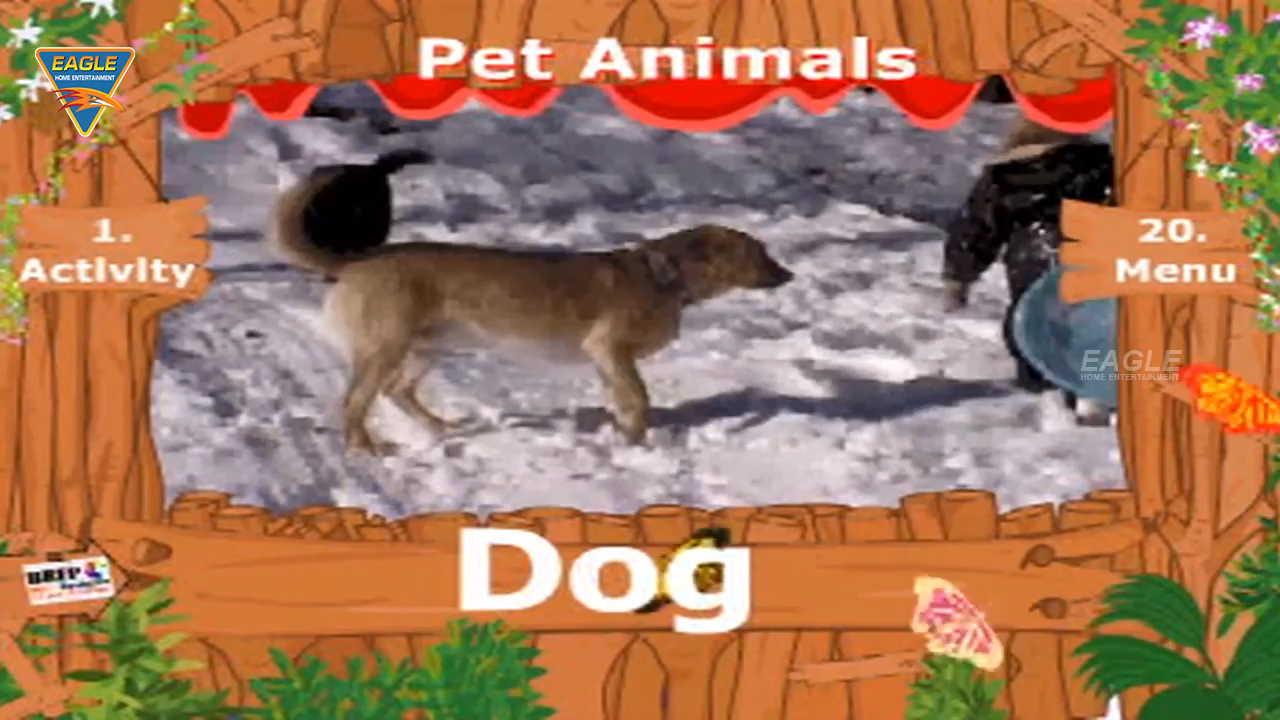 Pet Animals
EAGLE
HOME ENTERTAINMENT
1.
Activity
20.
Menu
EAGLE
HOME ENTERTAINMENT
Dog